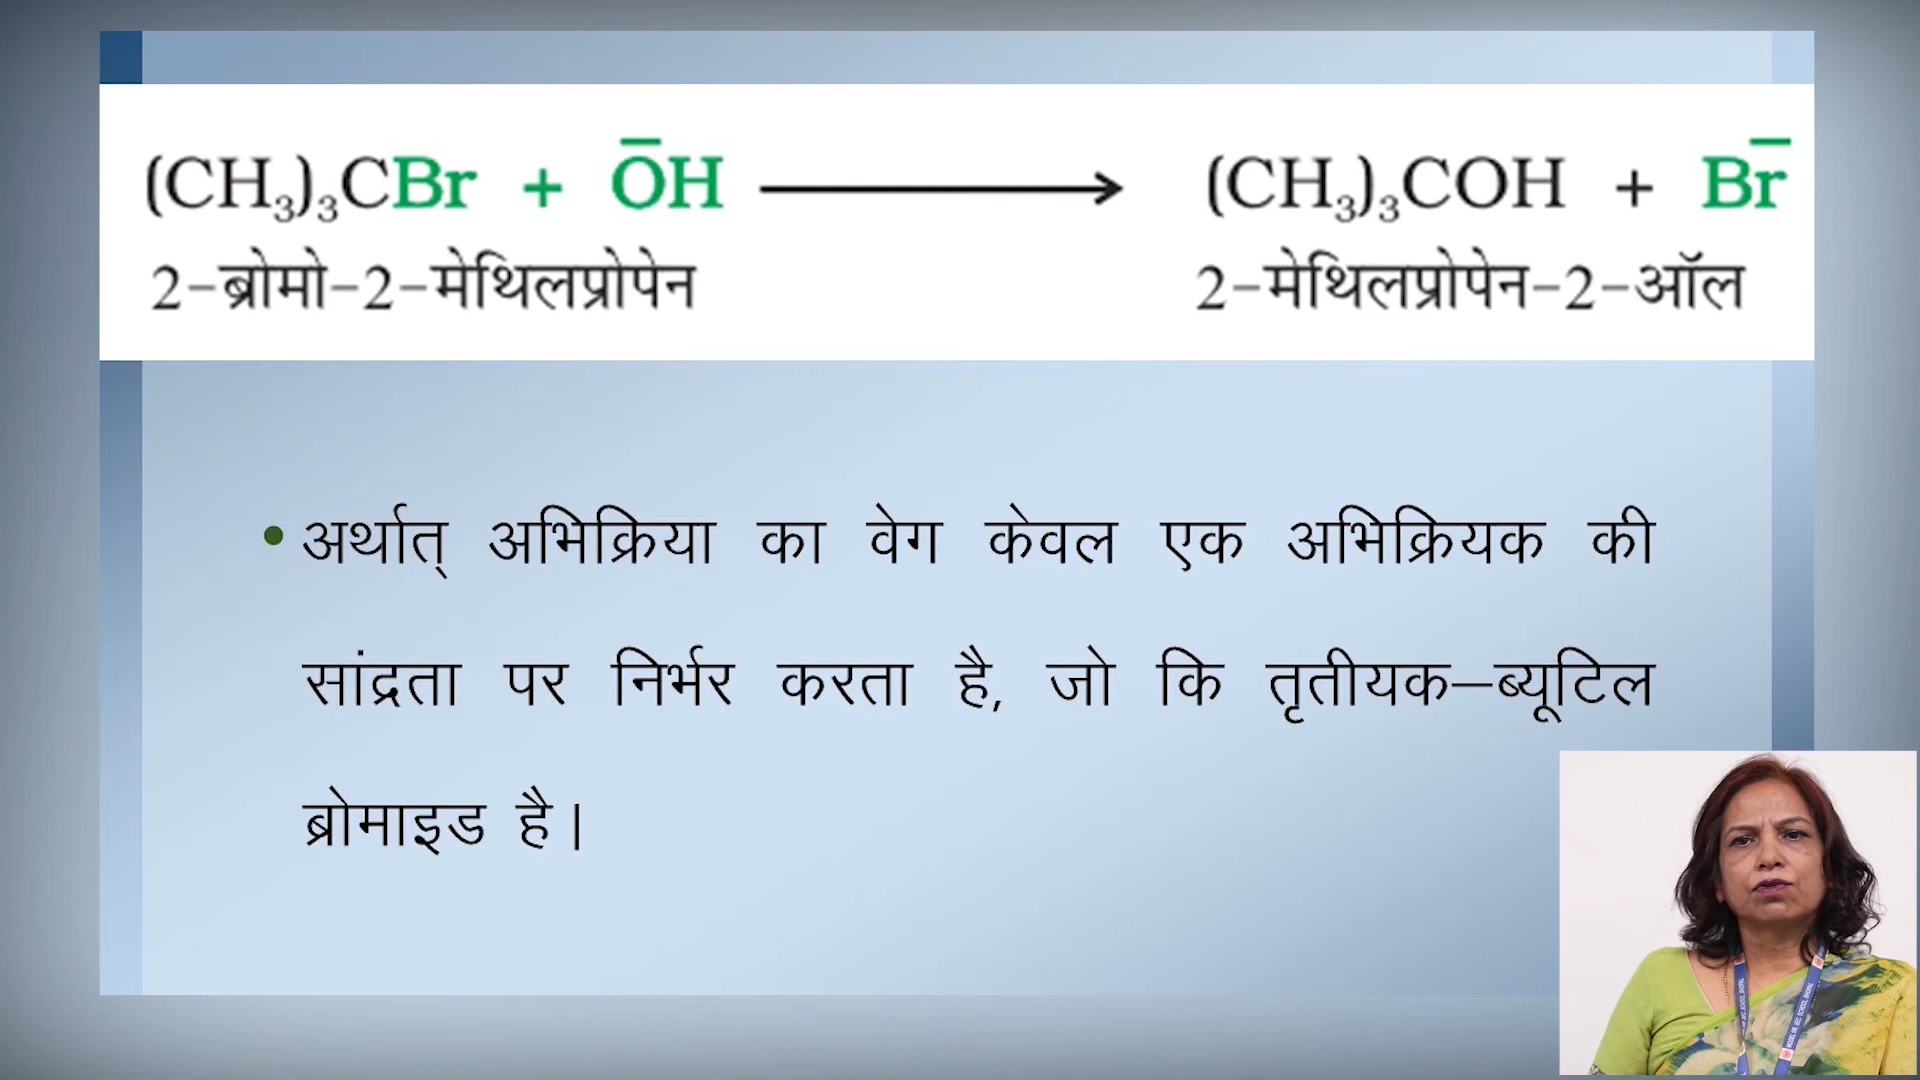 (CH₃)₃CBr + ŌH ⟶ (CH₃)₃COH + Br̄
2-ब्रोमो-2-मेथिलप्रोपेन 2-मेथिलप्रोपेन-2-ऑल
• अर्थात् अभिक्रिया का वेग केवल एक अभिक्रियक की
सांद्रता पर निर्भर करता है, जो कि तृतीयक–ब्यूटिल
ब्रोमाइड है।